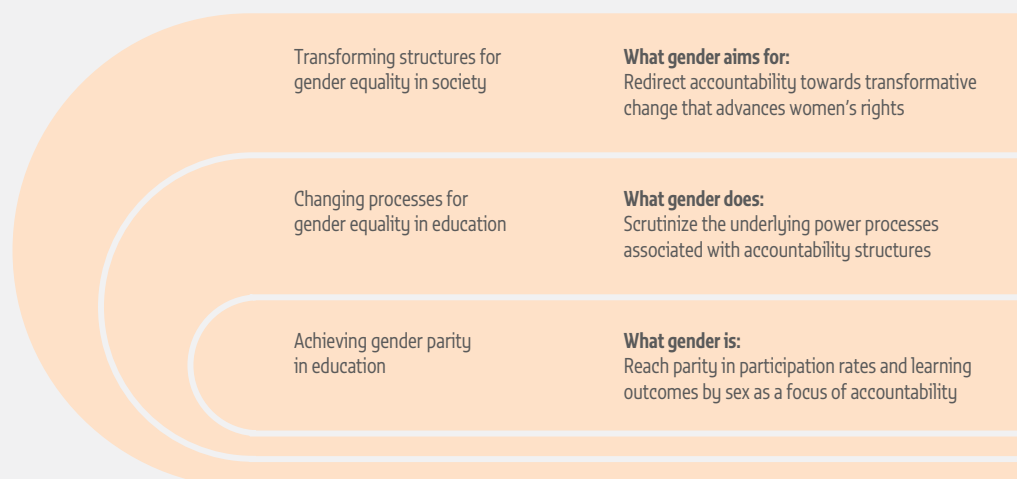 Transforming structures for
gender equality in society
What gender aims for:
Redirect accountability towards transformative
change that advances women's rights
Changing processes for
gender equality in education
What gender does:
Scrutinize the underlying power processes
associated with accountability structures
Achieving gender parity
in education
What gender is:
Reach parity in participation rates and learning
outcomes by sex as a focus of accountability